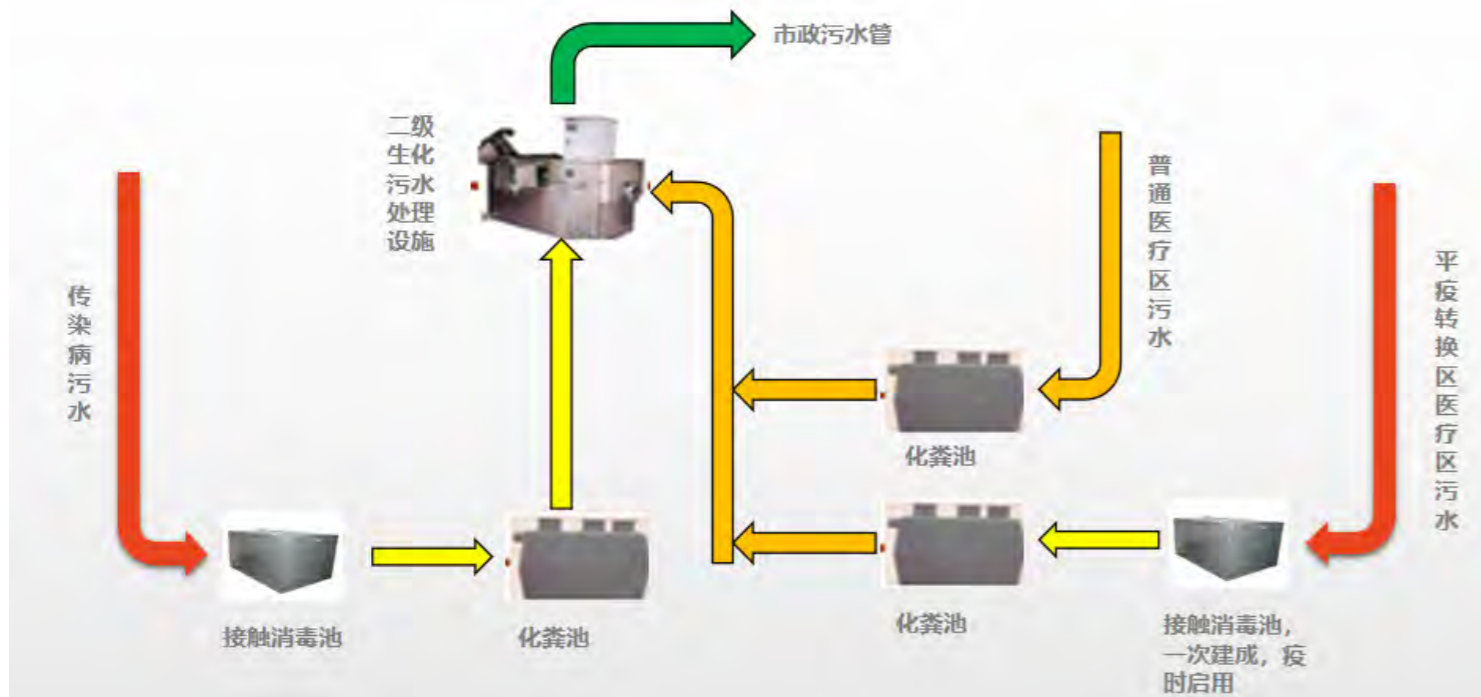 市政污水管
二级
生化
污水
处理
设施
普通医疗区污水
传染病污水
平疫转换区医疗区污水
化粪池
接触消毒池
化粪池
化粪池
接触消毒池，
一次建成，疫
时启用